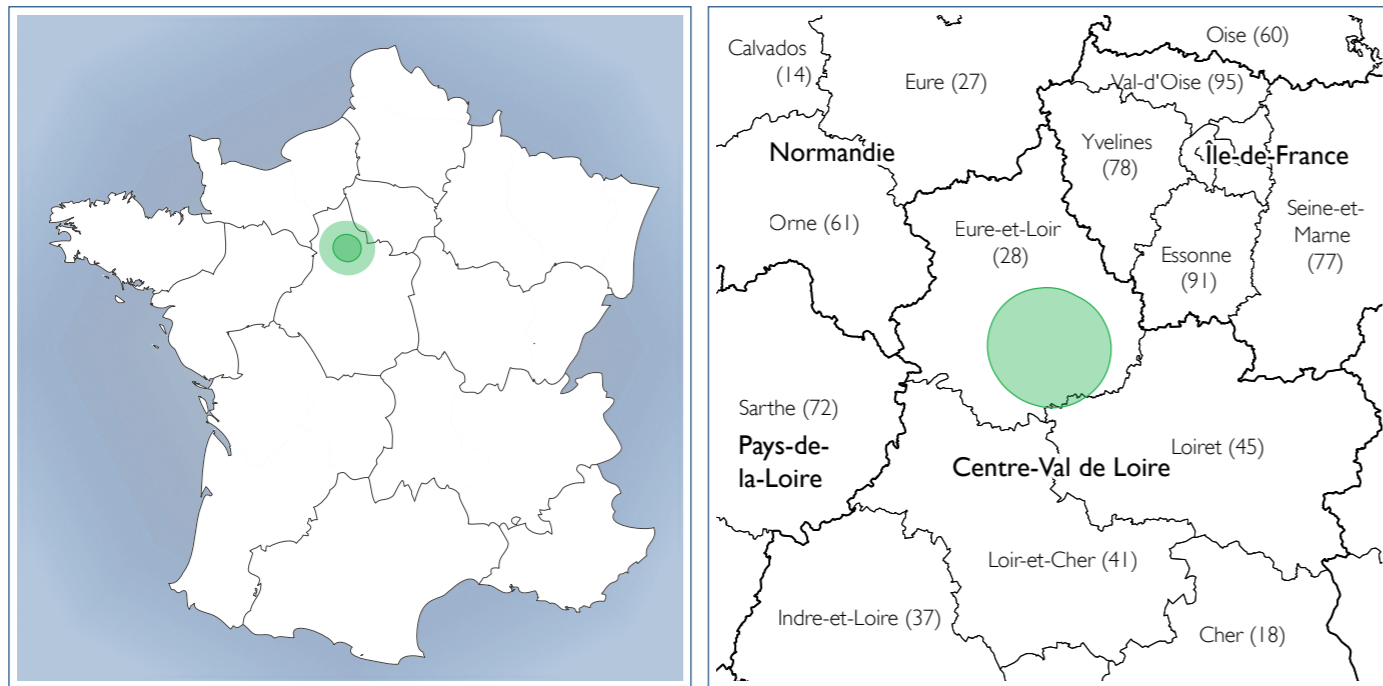 Oise (60)
Calvados
(14)
Eure (27)
Val-d'Oise (95)
Normandie
Yvelines
(78)
Île-de-France
Orne (61)
Eure-et-Loir
(28)
Essonne
(91)
Seine-et-
Marne
(77)
Sarthe (72)
Pays-de-
la-Loire
Centre-Val de Loire
Loiret (45)
Loir-et-Cher (41)
Indre-et-Loire (37)
Cher (18)